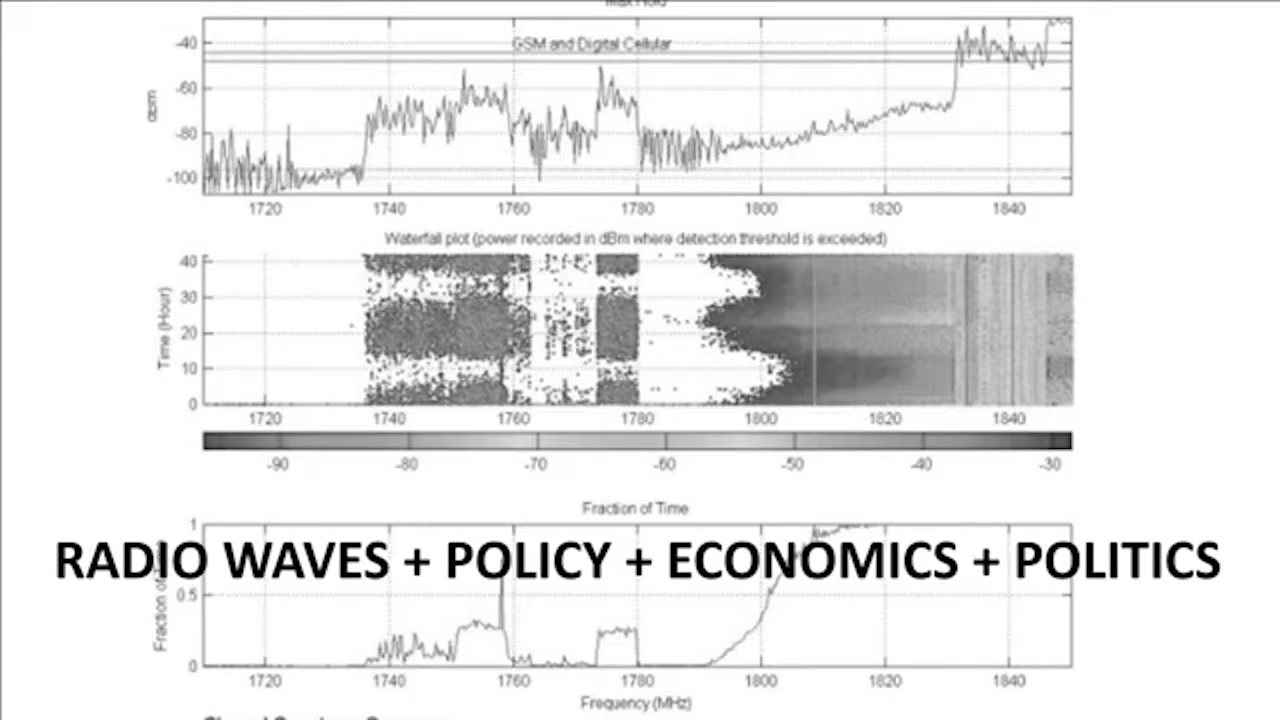 Max Hold
GSM and Digital Cellular
dBm
-40
-60
-80
-100
1720 1740 1760 1780 1800 1820 1840
Waterfall plot (power recorded in dBm where detection threshold is exceeded)
Time (Hour)
40
30
20
10
0
1720 1740 1760 1780 1800 1820 1840
-90 -80 -70 -60 -50 -40 -30
Fraction of Time
1
RADIO WAVES + POLICY + ECONOMICS + POLITICS
Fraction of
0.5
0
1720 1740 1760 1780 1800 1820 1840
Frequency (MHz)